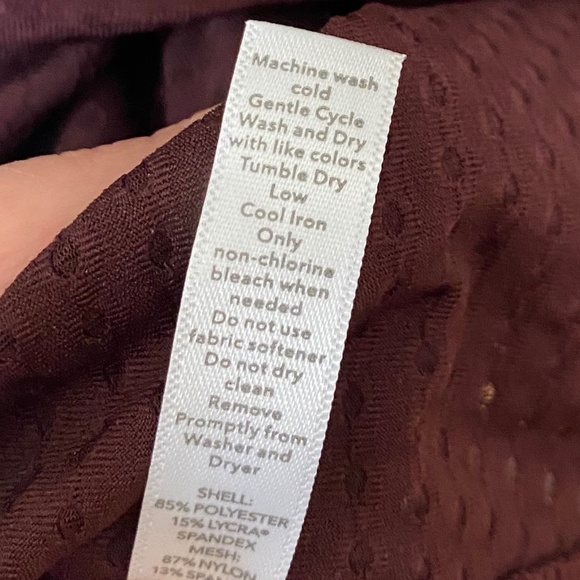 Machine wash
cold
Gentle Cycle
Wash and Dry
with like colors
Tumble Dry
Low
Cool Iron
Only
non-chlorine
bleach when
needed
Do not use
fabric softener
Do not dry
clean
Remove
Promptly from
Washer and
Dryer
SHELL:
85% POLYESTER
15% LYCRA®
SPANDEX
MESH:
87% NYLON
13%